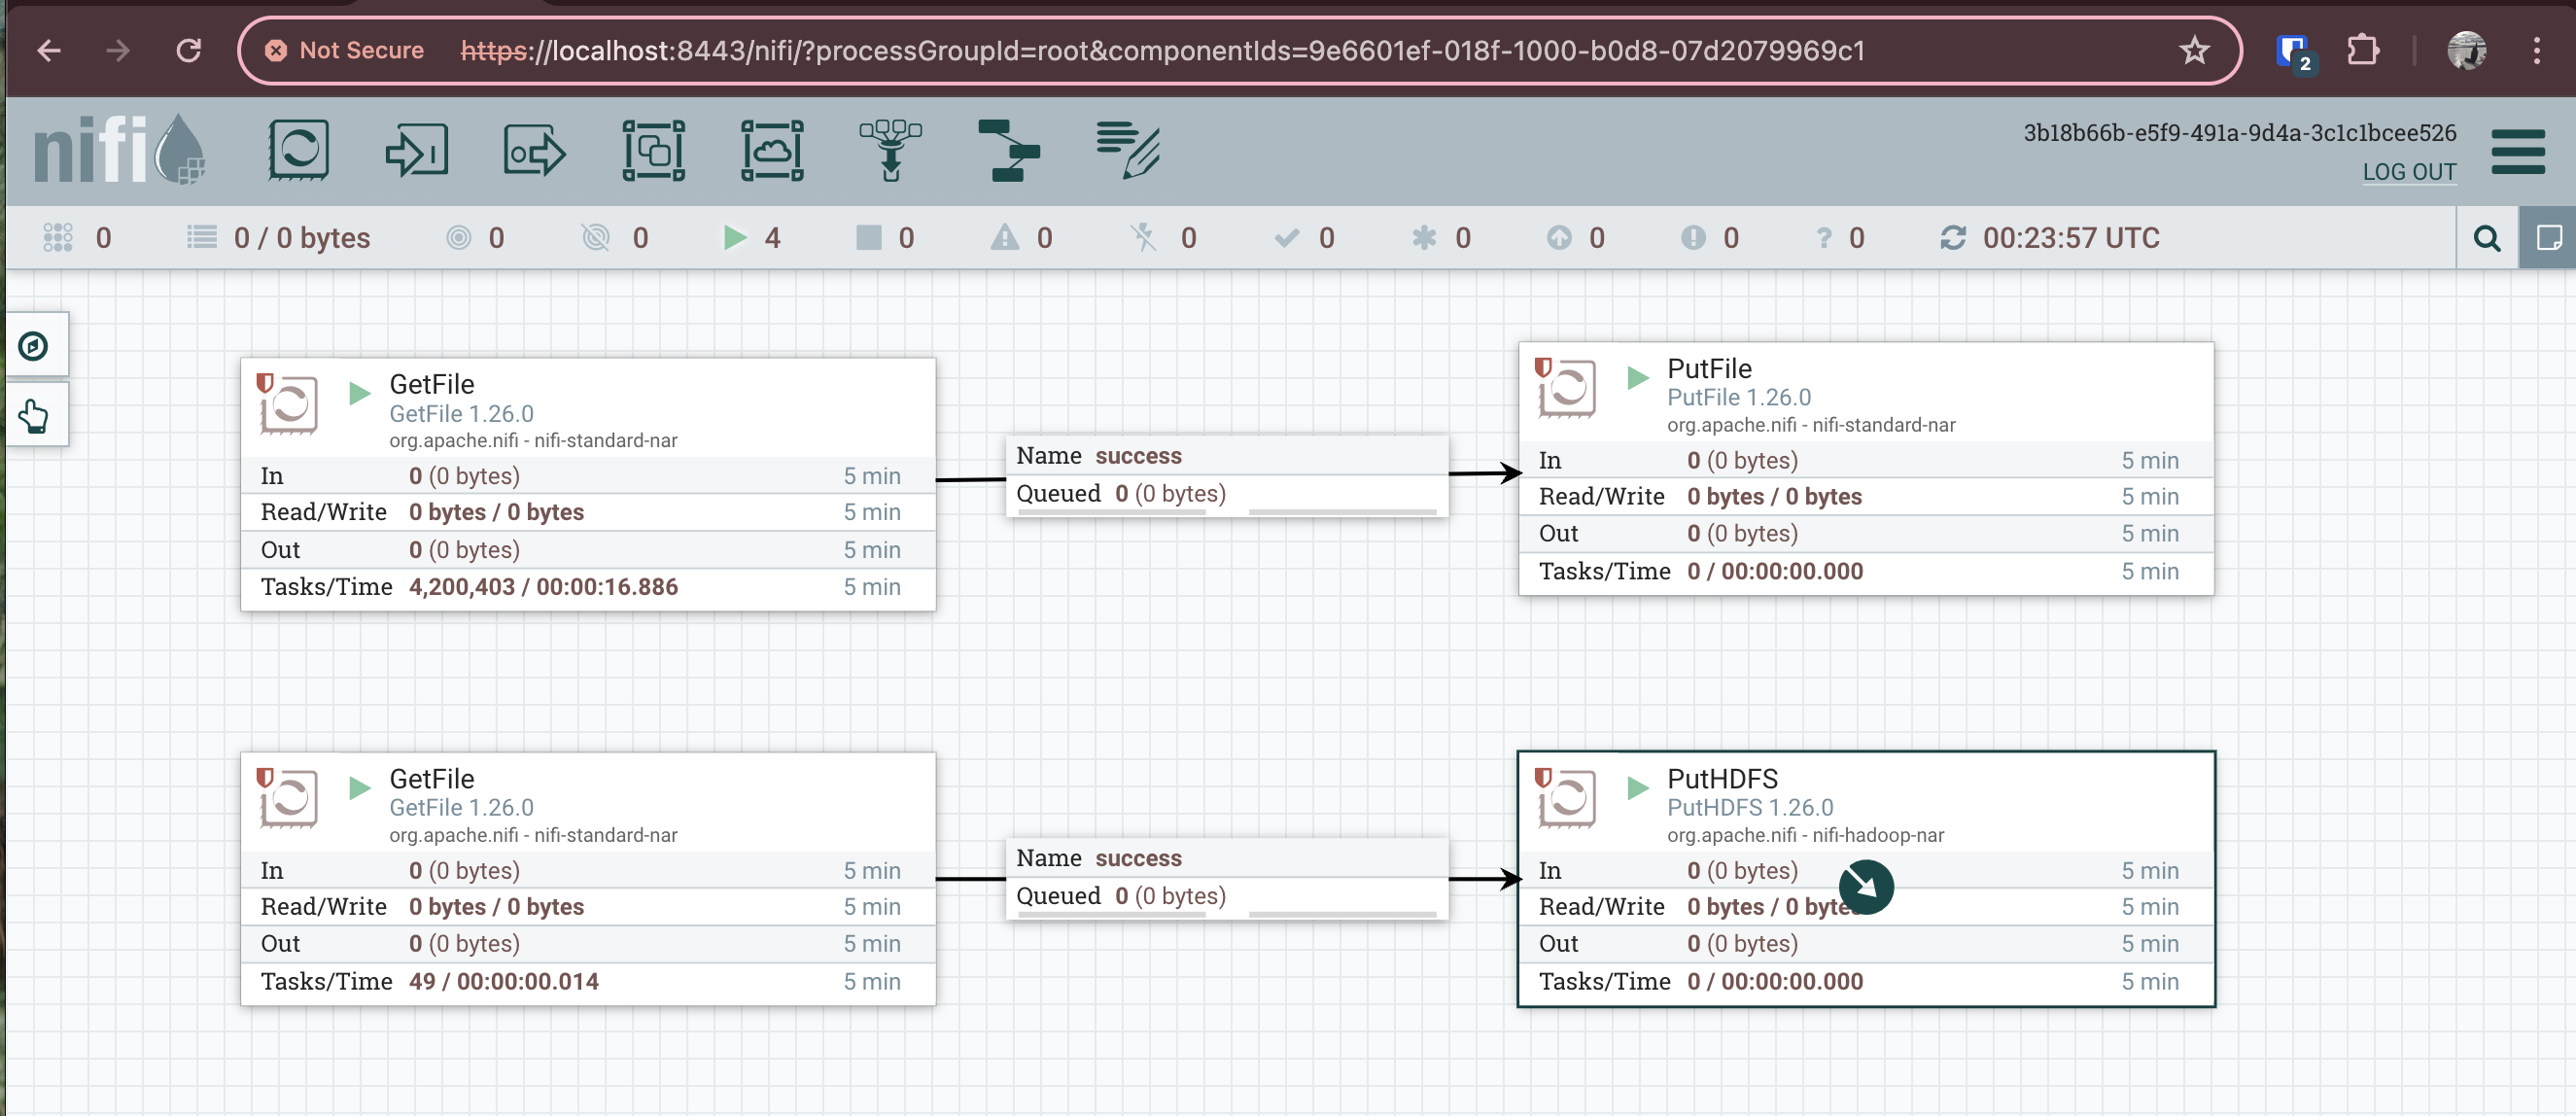 Not Secure https://localhost:8443/nifi/?processGroupId=root&componentIds=9e6601ef-018f-1000-b0d8-07d2079969c1
2
nifi
3b18b66b-e5f9-491a-9d4a-3c1c1bcee526
LOG OUT
0 0 / 0 bytes 0 0 4 0 0 0 0 0 0 0 ? 0 00:23:57 UTC
GetFile
GetFile 1.26.0
org.apache.nifi - nifi-standard-nar
In 0 (0 bytes) 5 min
Read/Write 0 bytes / 0 bytes 5 min
Out 0 (0 bytes) 5 min
Tasks/Time 4,200,403 / 00:00:16.886 5 min
Name success
Queued 0 (0 bytes)
PutFile
PutFile 1.26.0
org.apache.nifi - nifi-standard-nar
In 0 (0 bytes) 5 min
Read/Write 0 bytes / 0 bytes 5 min
Out 0 (0 bytes) 5 min
Tasks/Time 0 / 00:00:00.000 5 min
GetFile
GetFile 1.26.0
org.apache.nifi - nifi-standard-nar
In 0 (0 bytes) 5 min
Read/Write 0 bytes / 0 bytes 5 min
Out 0 (0 bytes) 5 min
Tasks/Time 49 / 00:00:00.014 5 min
Name success
Queued 0 (0 bytes)
PutHDFS
PutHDFS 1.26.0
org.apache.nifi - nifi-hadoop-nar
In 0 (0 bytes) 5 min
Read/Write 0 bytes / 0 bytes 5 min
Out 0 (0 bytes) 5 min
Tasks/Time 0 / 00:00:00.000 5 min